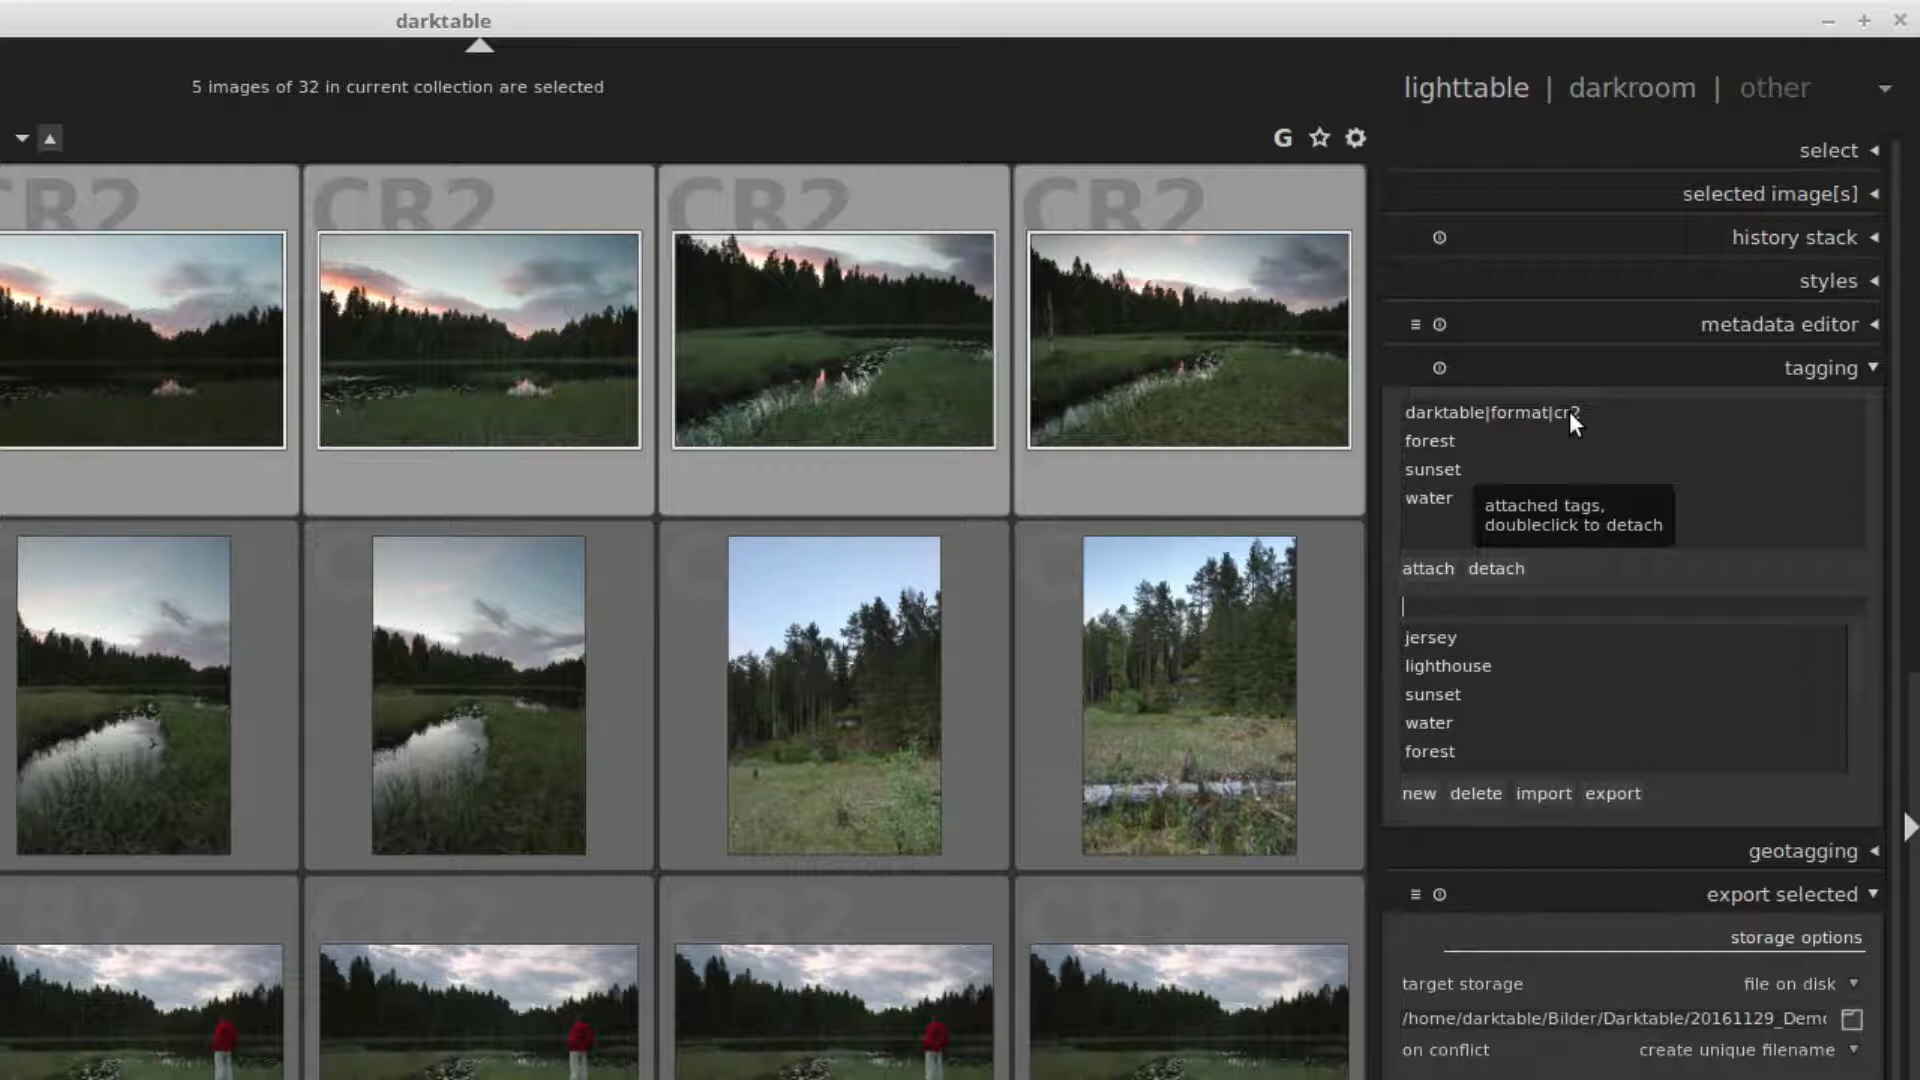 darktable
5 images of 32 in current collection are selected
lighttable | darkroom | other
G
select
CR2 CR2 CR2 CR2
selected image[s]
history stack
styles
metadata editor
tagging
darktable|format|cr2
forest
sunset
water
attached tags,
doubleclick to detach
attach detach
jersey
lighthouse
sunset
water
forest
new delete import export
geotagging
export selected
storage options
target storage file on disk
/home/darktable/Bilder/Darktable/20161129_Demo
on conflict create unique filename